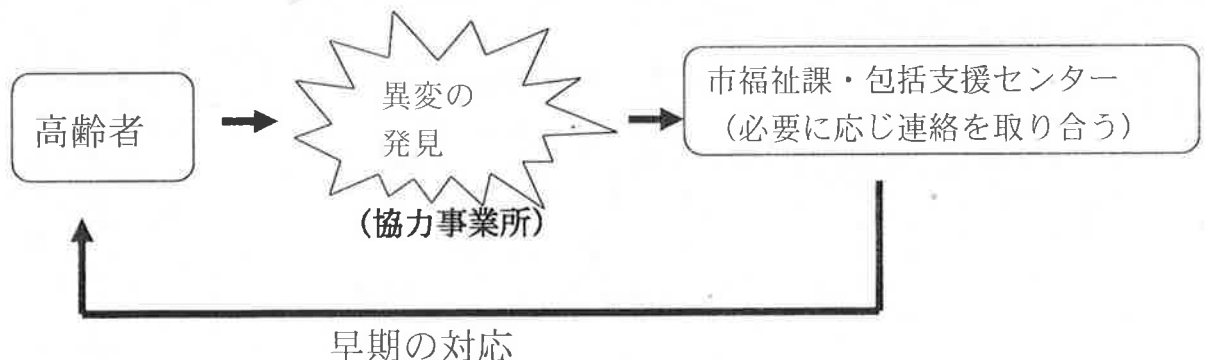 高齢者
異変の
発見
(協力事業所)
市福祉課・包括支援センター
（必要に応じ連絡を取り合う）
早期の対応